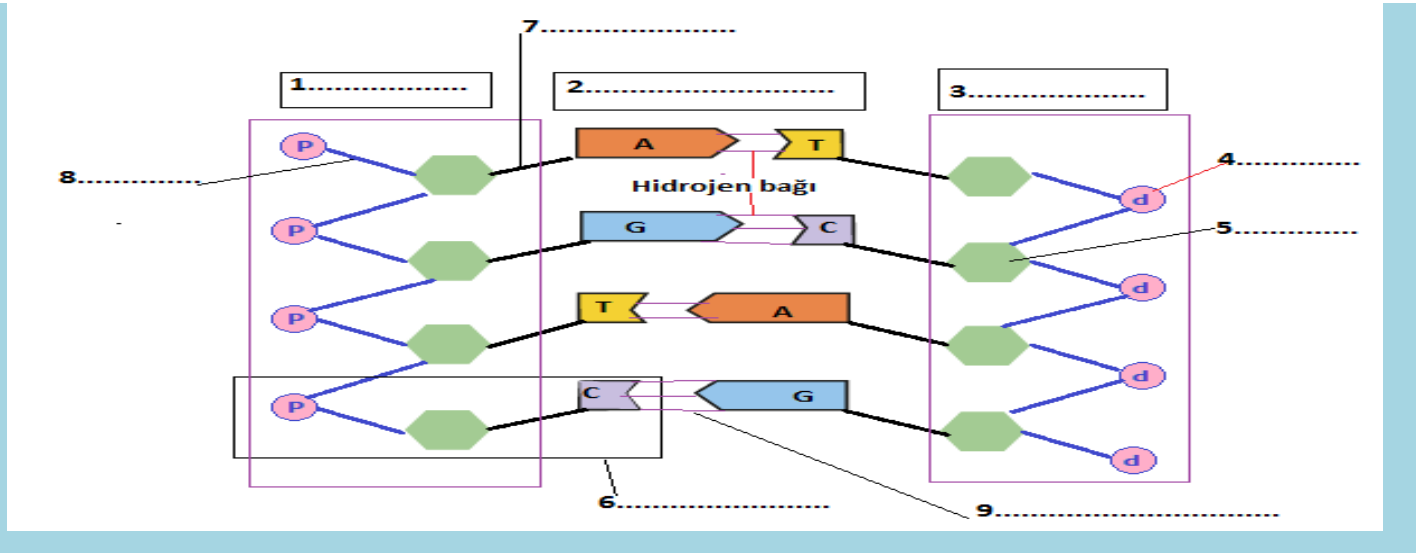 7.....................
1.................. 2............................ 3....................
P A T
4..............
8..............
Hidrojen bağı
d
P G C
5..............
d
P T A
d
P C G
d
6........................
9................................